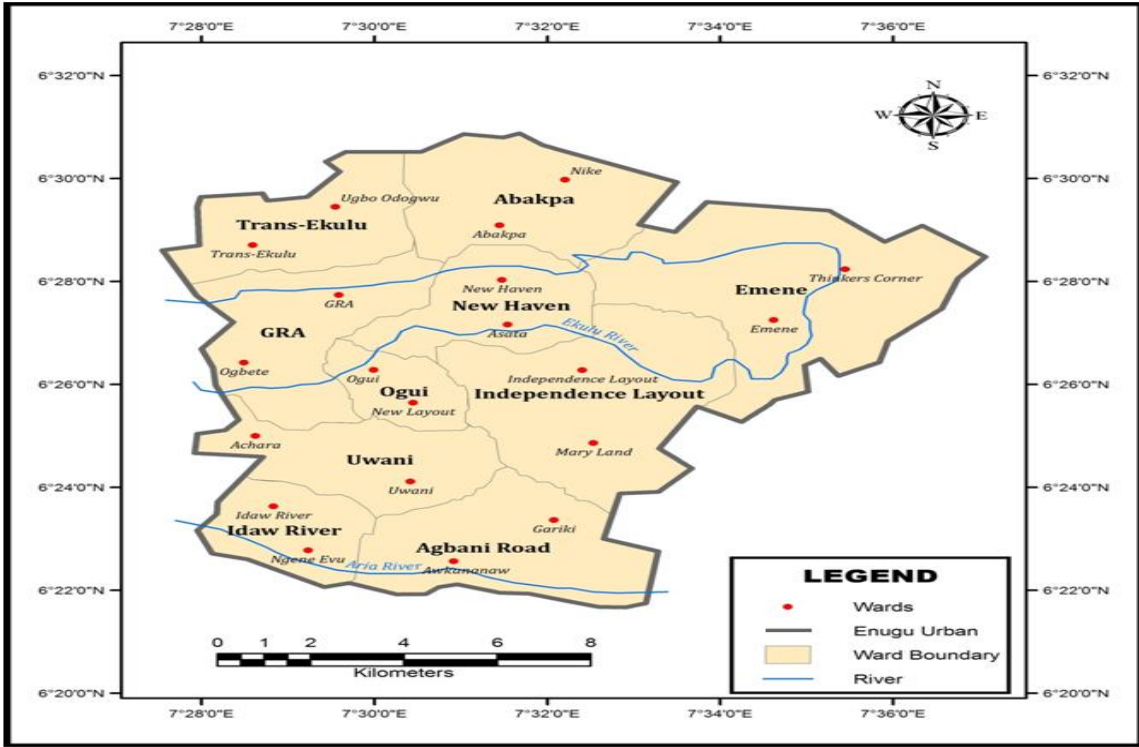 7°28'0"E 7°30'0"E 7°32'0"E 7°34'0"E 7°36'0"E
6°32'0"N 6°32'0"N
N
W E
S
6°30'0"N 6°30'0"N
Nike
Abakpa
Ugbo Odogwu
Trans-Ekulu
Abakpa
Trans-Ekulu
6°28'0"N 6°28'0"N
Thinkers Corner
New Haven
Emene
GRA
New Haven
Emene
GRA
Asata
Ekulu River
Ogbete
6°26'0"N 6°26'0"N
Ogui
Independence Layout
Ogui
Independence Layout
New Layout
Achara
Mary Land
Uwani
Uwani
6°24'0"N 6°24'0"N
Idaw River
Gariki
Idaw River
Agbani Road
Ngene Evu
Aria River
Awkunanaw
6°22'0"N 6°22'0"N
LEGEND
Wards
Enugu Urban
Ward Boundary
River
0 1 2 4 6 8
Kilometers
6°20'0"N 6°20'0"N
7°28'0"E 7°30'0"E 7°32'0"E 7°34'0"E 7°36'0"E